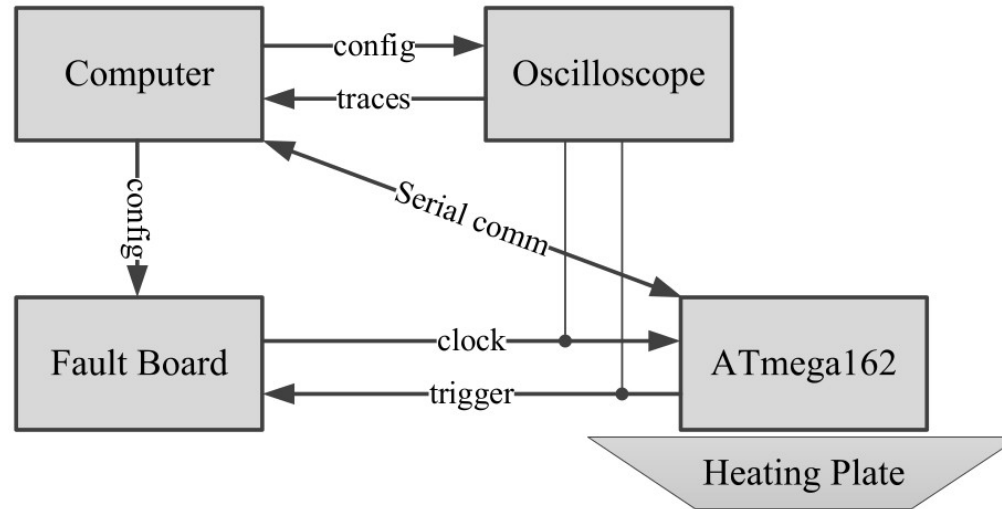 Computer
config
Oscilloscope
traces
config
Serial comm
Fault Board
clock
ATmega162
trigger
Heating Plate